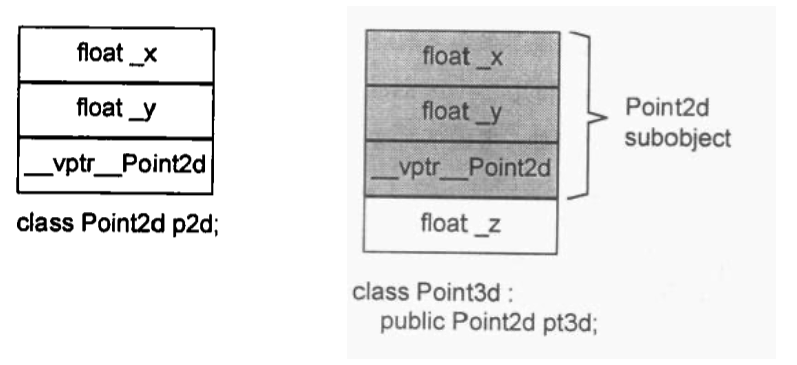 float _x
float _y
__vptr__Point2d
class Point2d p2d;
float _x
float _y
__vptr__Point2d
float _z
Point2d
subobject
class Point3d :
public Point2d pt3d;